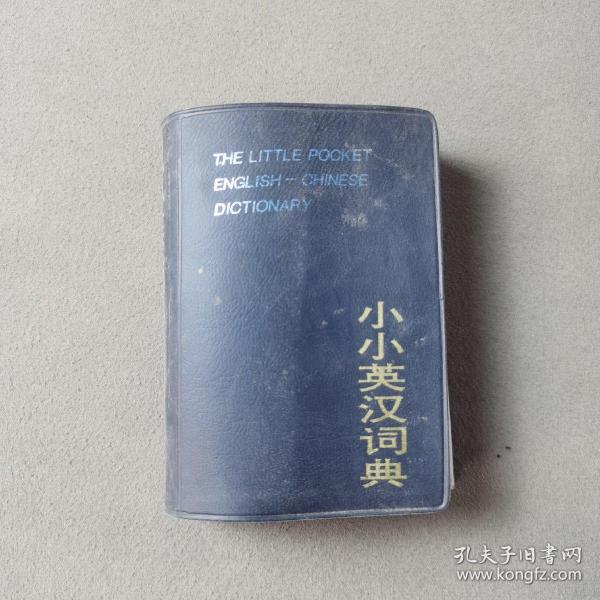 THE LITTLE POCKET
ENGLISH—CHINESE
DICTIONARY
小小英汉词典
孔夫子旧书网
www.kongfz.com